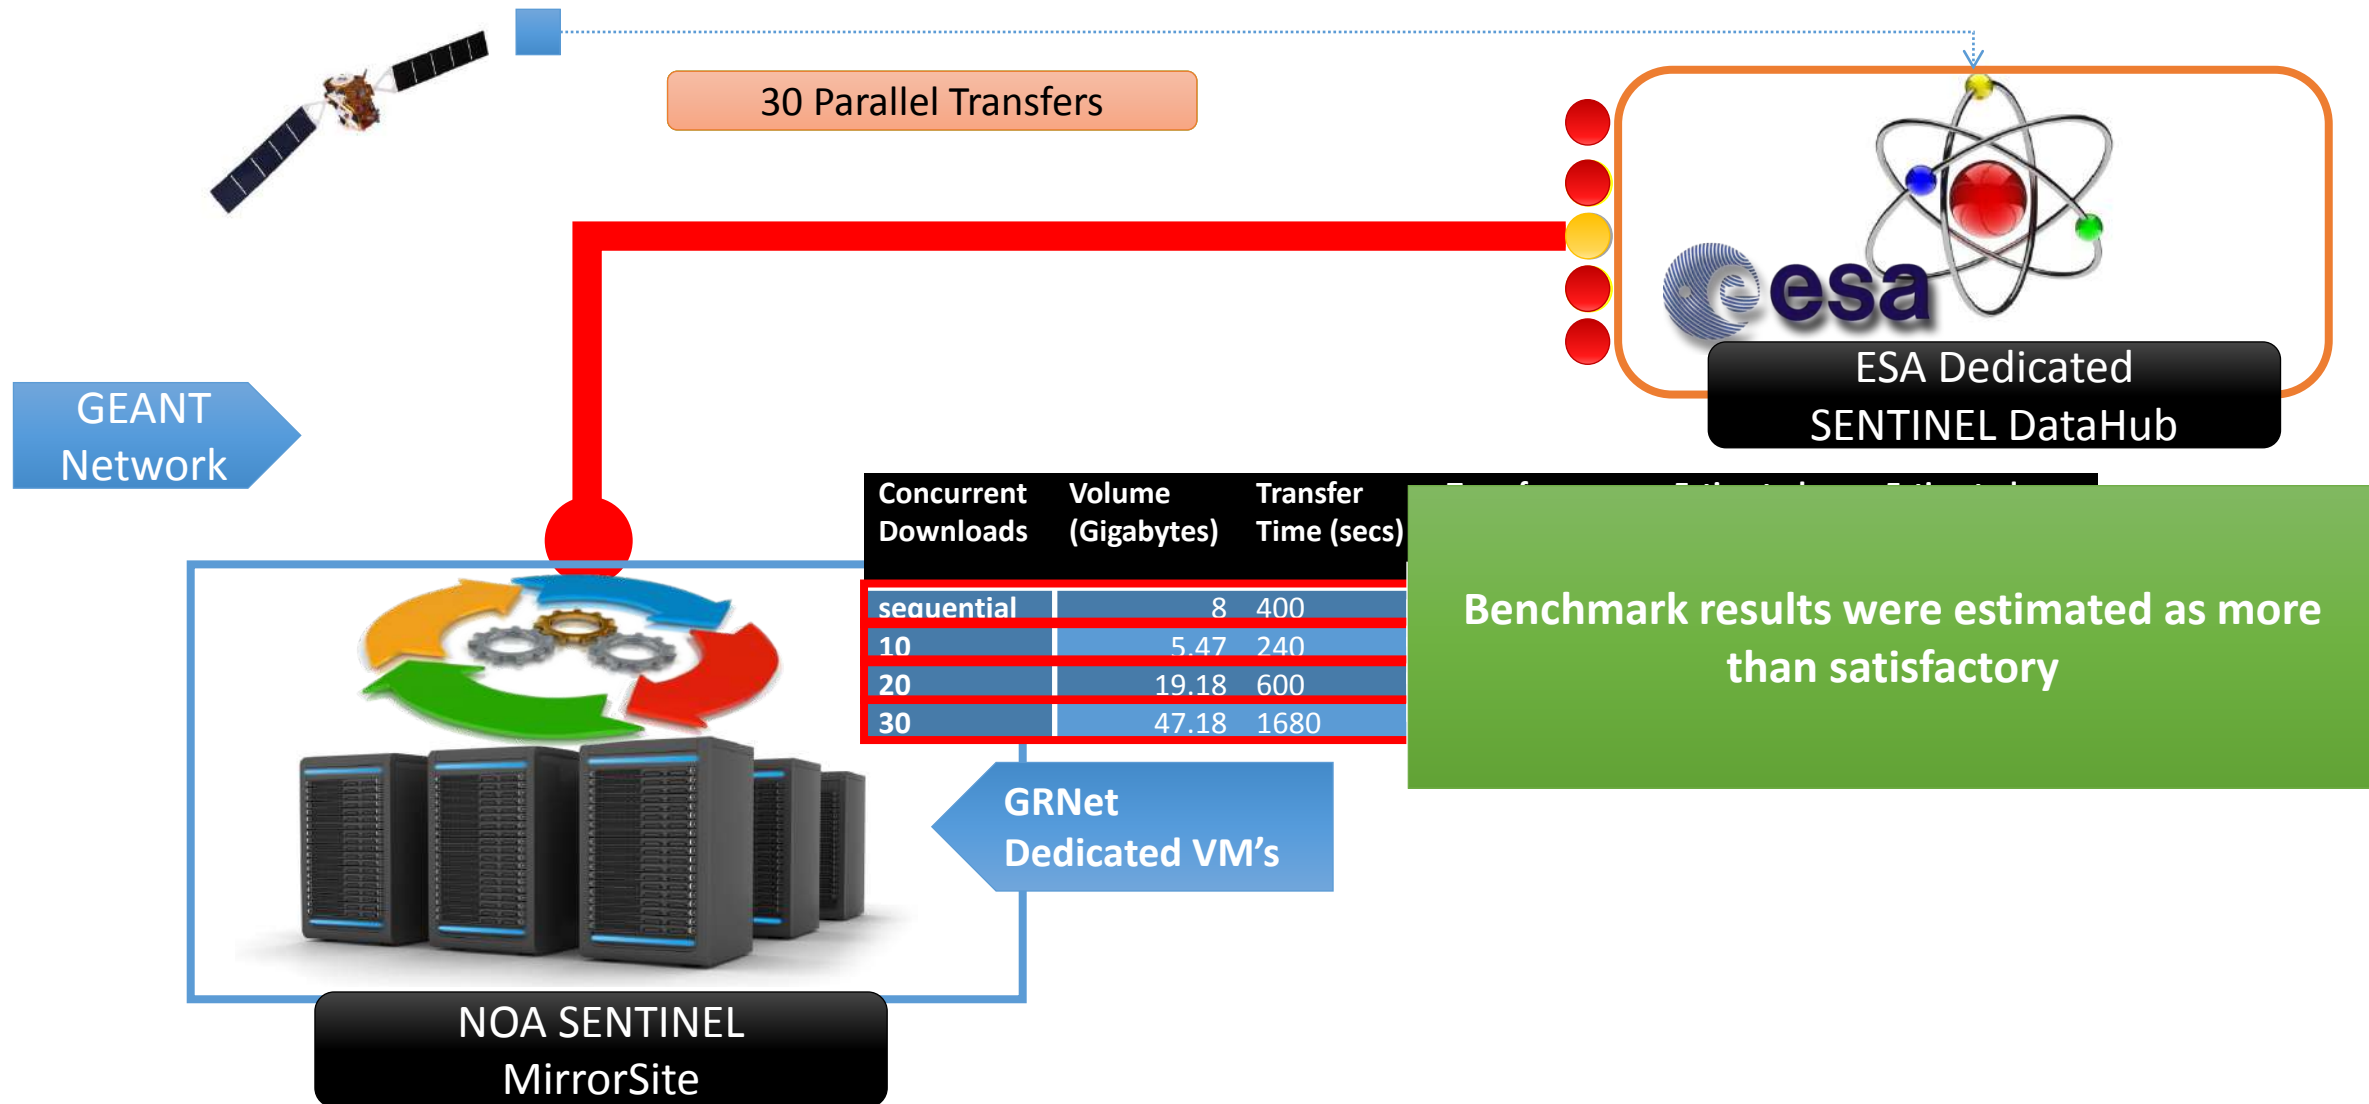 30 Parallel Transfers
esa
ESA Dedicated
SENTINEL DataHub
GEANT
Network
Concurrent Volume Transfer
Downloads (Gigabytes) Time (secs)
sequential 8 400
10 5.47 240
20 19.18 600
30 47.18 1680
Benchmark results were estimated as more
than satisfactory
GRNet
Dedicated VM's
NOA SENTINEL
MirrorSite